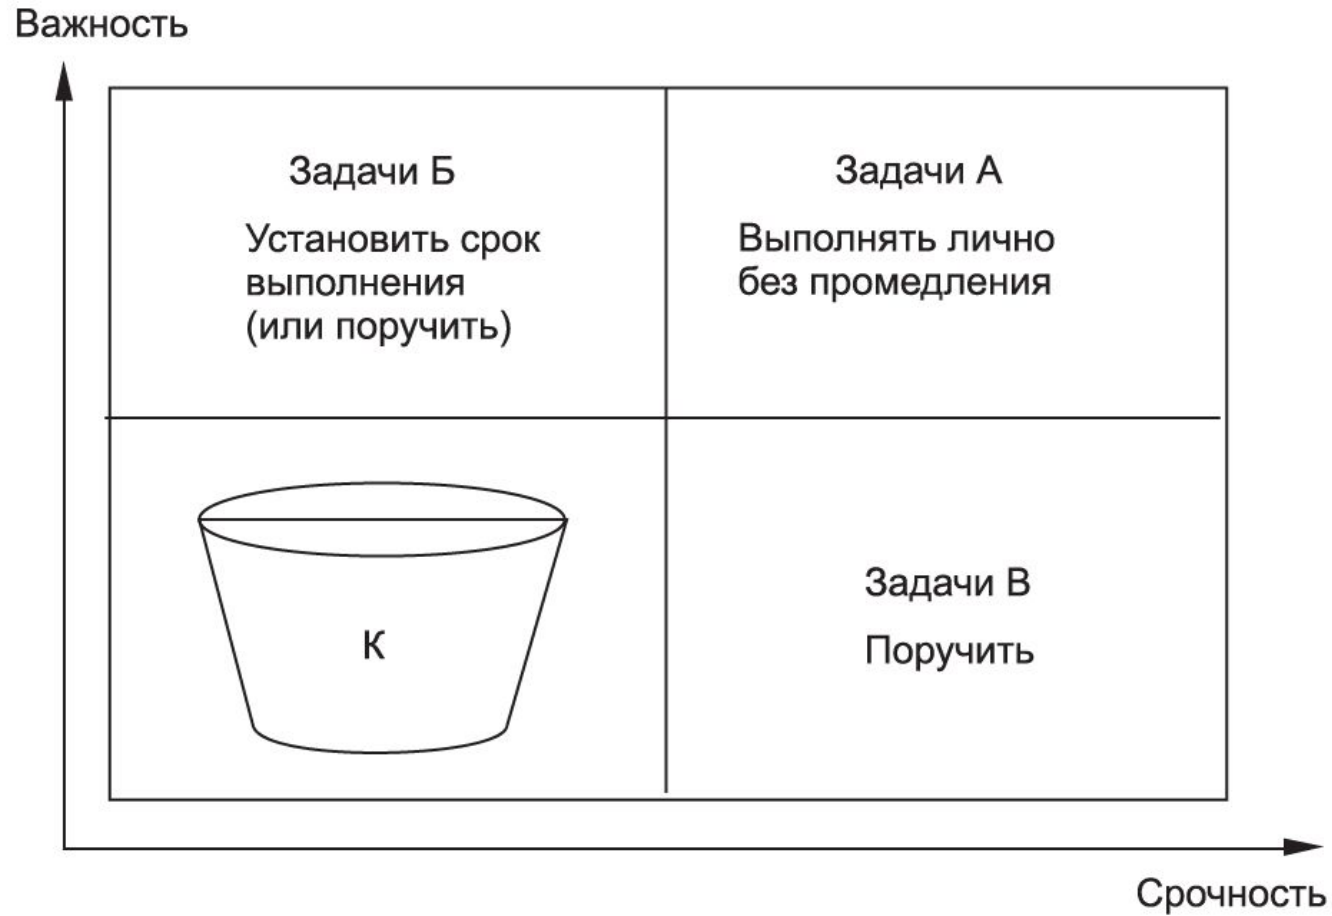 Важность
Задачи Б
Установить срок
выполнения
(или поручить)
Задачи А
Выполнять лично
без промедления
К
Задачи В
Поручить
Срочность